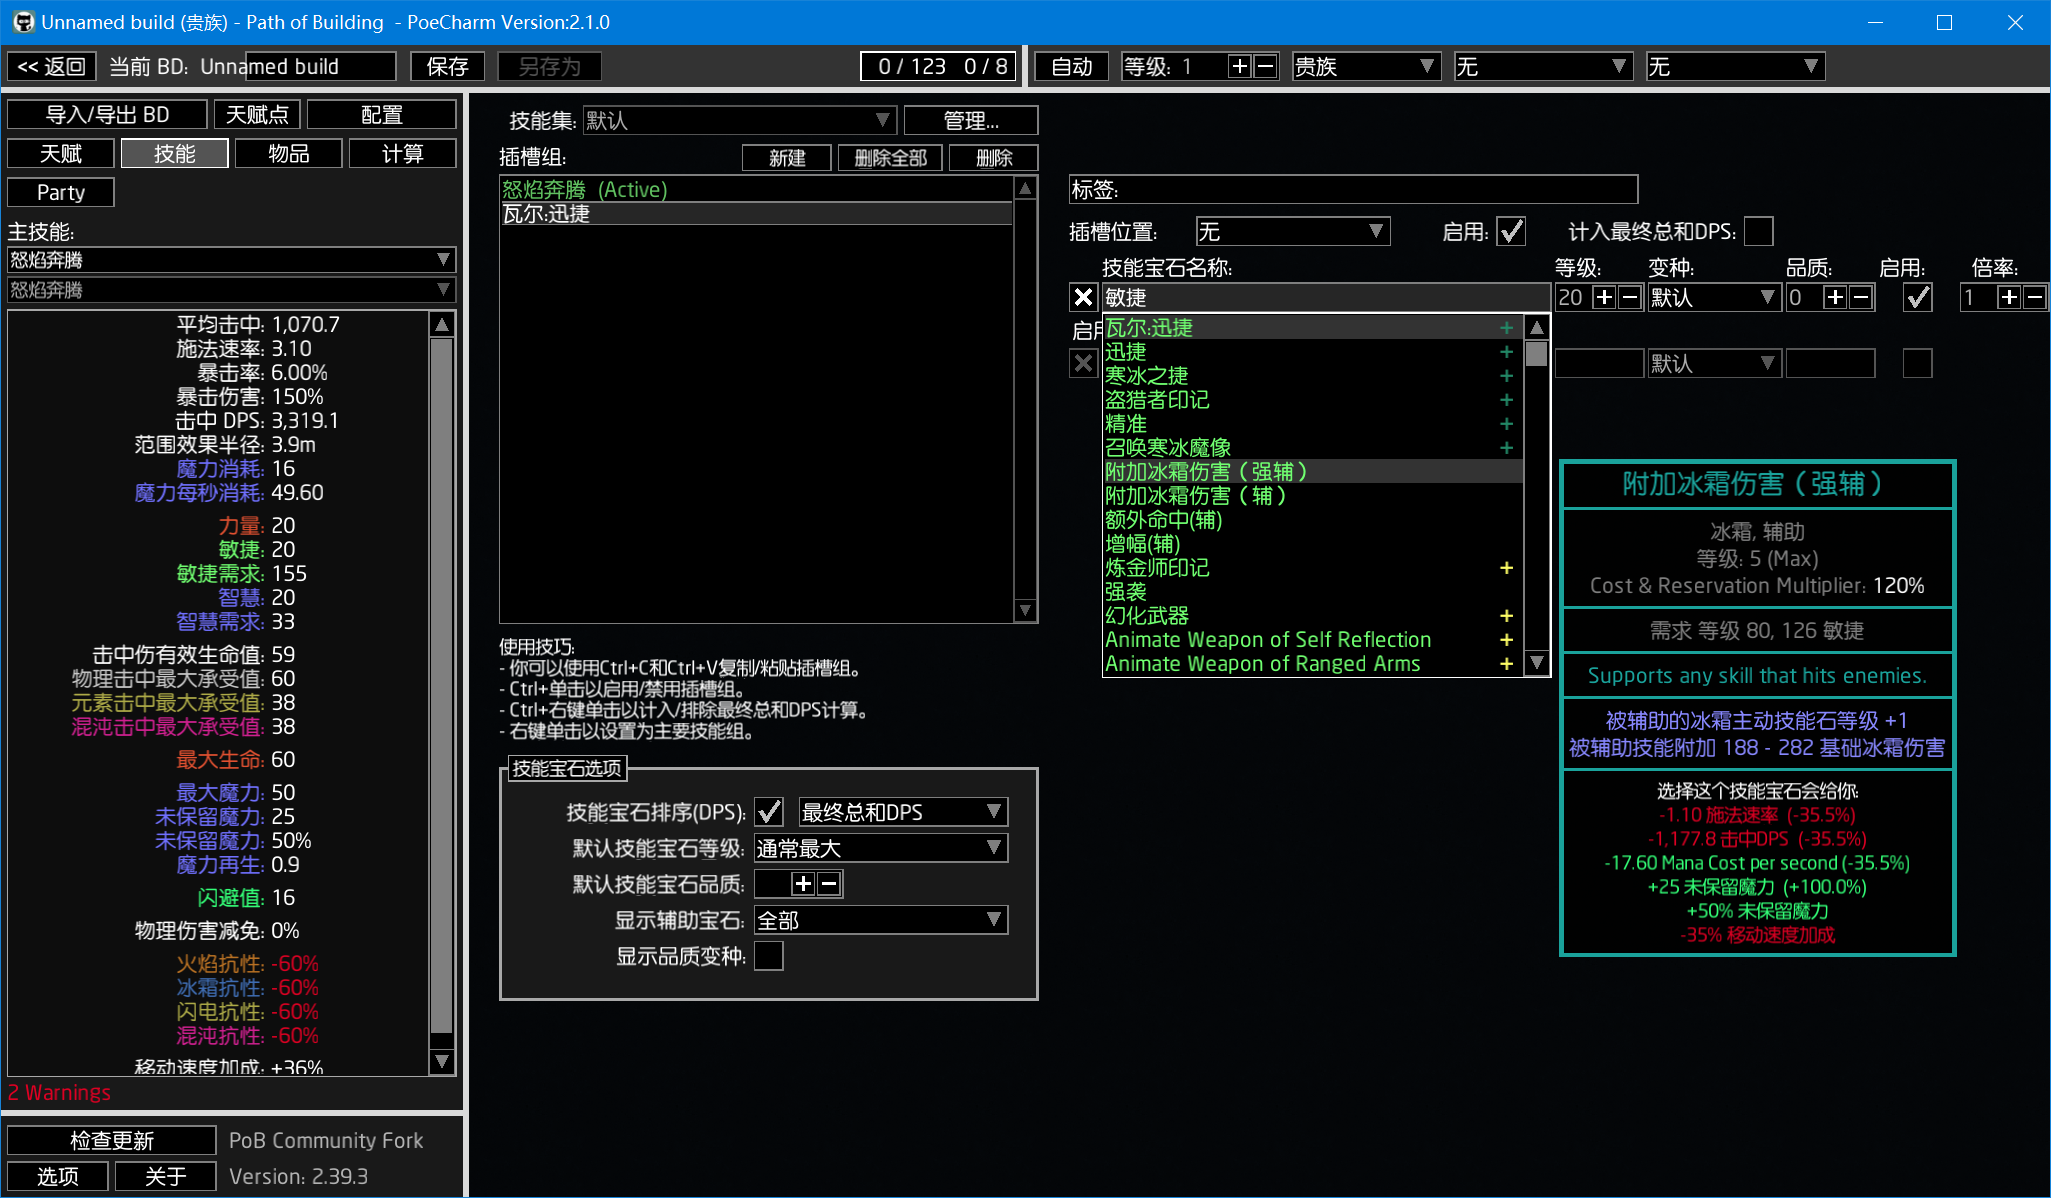 Unnamed build (贵族) - Path of Building  - PoeCharm Version:2.1.0
<< 返回 当前 BD: Unnamed build 保存 另存为 0 / 123 0 / 8 自动 等级: 1 贵族 无 无
导入/导出 BD 天赋点 配置
天赋 技能 物品 计算
Party
主技能:
怒焰奔腾
怒焰奔腾
平均击中: 1,070.7
施法速率: 3.10
暴击率: 6.00%
暴击伤害: 150%
击中 DPS: 3,319.1
范围效果半径: 3.9m
魔力消耗: 16
魔力每秒消耗: 49.60
力量: 20
敏捷: 20
敏捷需求: 155
智慧: 20
智慧需求: 33
击中伤有效生命值: 59
物理击中最大承受值: 60
元素击中最大承受值: 38
混沌击中最大承受值: 38
最大生命: 60
最大魔力: 50
未保留魔力: 25
未保留魔力: 50%
魔力再生: 0.9
闪避值: 16
物理伤害减免: 0%
火焰抗性: -60%
冰霜抗性: -60%
闪电抗性: -60%
混沌抗性: -60%
移动速度加成: +36%
2 Warnings
检查更新 PoB Community Fork
选项 关于 Version: 2.39.3
技能集: 默认 管理...
插槽组: 新建 删除全部 删除
怒焰奔腾 (Active)
瓦尔:迅捷
使用技巧:
- 你可以使用Ctrl+C和Ctrl+V复制/粘贴插槽组。
- Ctrl+单击以启用/禁用插槽组。
- Ctrl+右键单击以计入/排除最终总和DPS计算。
- 右键单击以设置为主要技能组。
技能宝石选项
技能宝石排序(DPS): 最终总和DPS
默认技能宝石等级: 通常最大
默认技能宝石品质:
显示辅助宝石: 全部
显示品质变种:
标签:
插槽位置: 无 启用: 计入最终总和DPS:
技能宝石名称: 等级: 变种: 品质: 启用: 倍率:
敏捷 20 默认 0 1
启用
默认
瓦尔:迅捷 +
迅捷 +
寒冰之捷 +
盗猎者印记 +
精准 +
召唤寒冰魔像 +
附加冰霜伤害（强辅）
附加冰霜伤害（辅）
额外命中(辅)
增幅(辅)
炼金师印记 +
强袭
幻化武器 +
Animate Weapon of Self Reflection +
Animate Weapon of Ranged Arms +
附加冰霜伤害（强辅）
冰霜, 辅助
等级: 5 (Max)
Cost & Reservation Multiplier: 120%
需求 等级 80, 126 敏捷
Supports any skill that hits enemies.
被辅助的冰霜主动技能石等级 +1
被辅助技能附加 188 - 282 基础冰霜伤害
选择这个技能宝石会给你:
-1.10 施法速率 (-35.5%)
-1,177.8 击中DPS (-35.5%)
-17.60 Mana Cost per second (-35.5%)
+25 未保留魔力 (+100.0%)
+50% 未保留魔力
-35% 移动速度加成